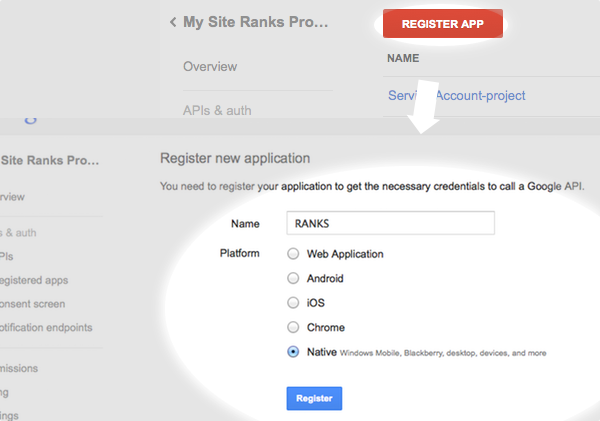 My Site Ranks Pro...
REGISTER APP
Overview
NAME
APIs & auth
Service Account-project
Site Ranks Pro...
Register new application
You need to register your application to get the necessary credentials to call a Google API.
rview
Name
RANKS
s & auth
Platform
Web Application
PIs
Android
egistered apps
iOS
onsent screen
Chrome
otification endpoints
Native Windows Mobile, Blackberry, desktop, devices, and more
missions
ng
Register
ings